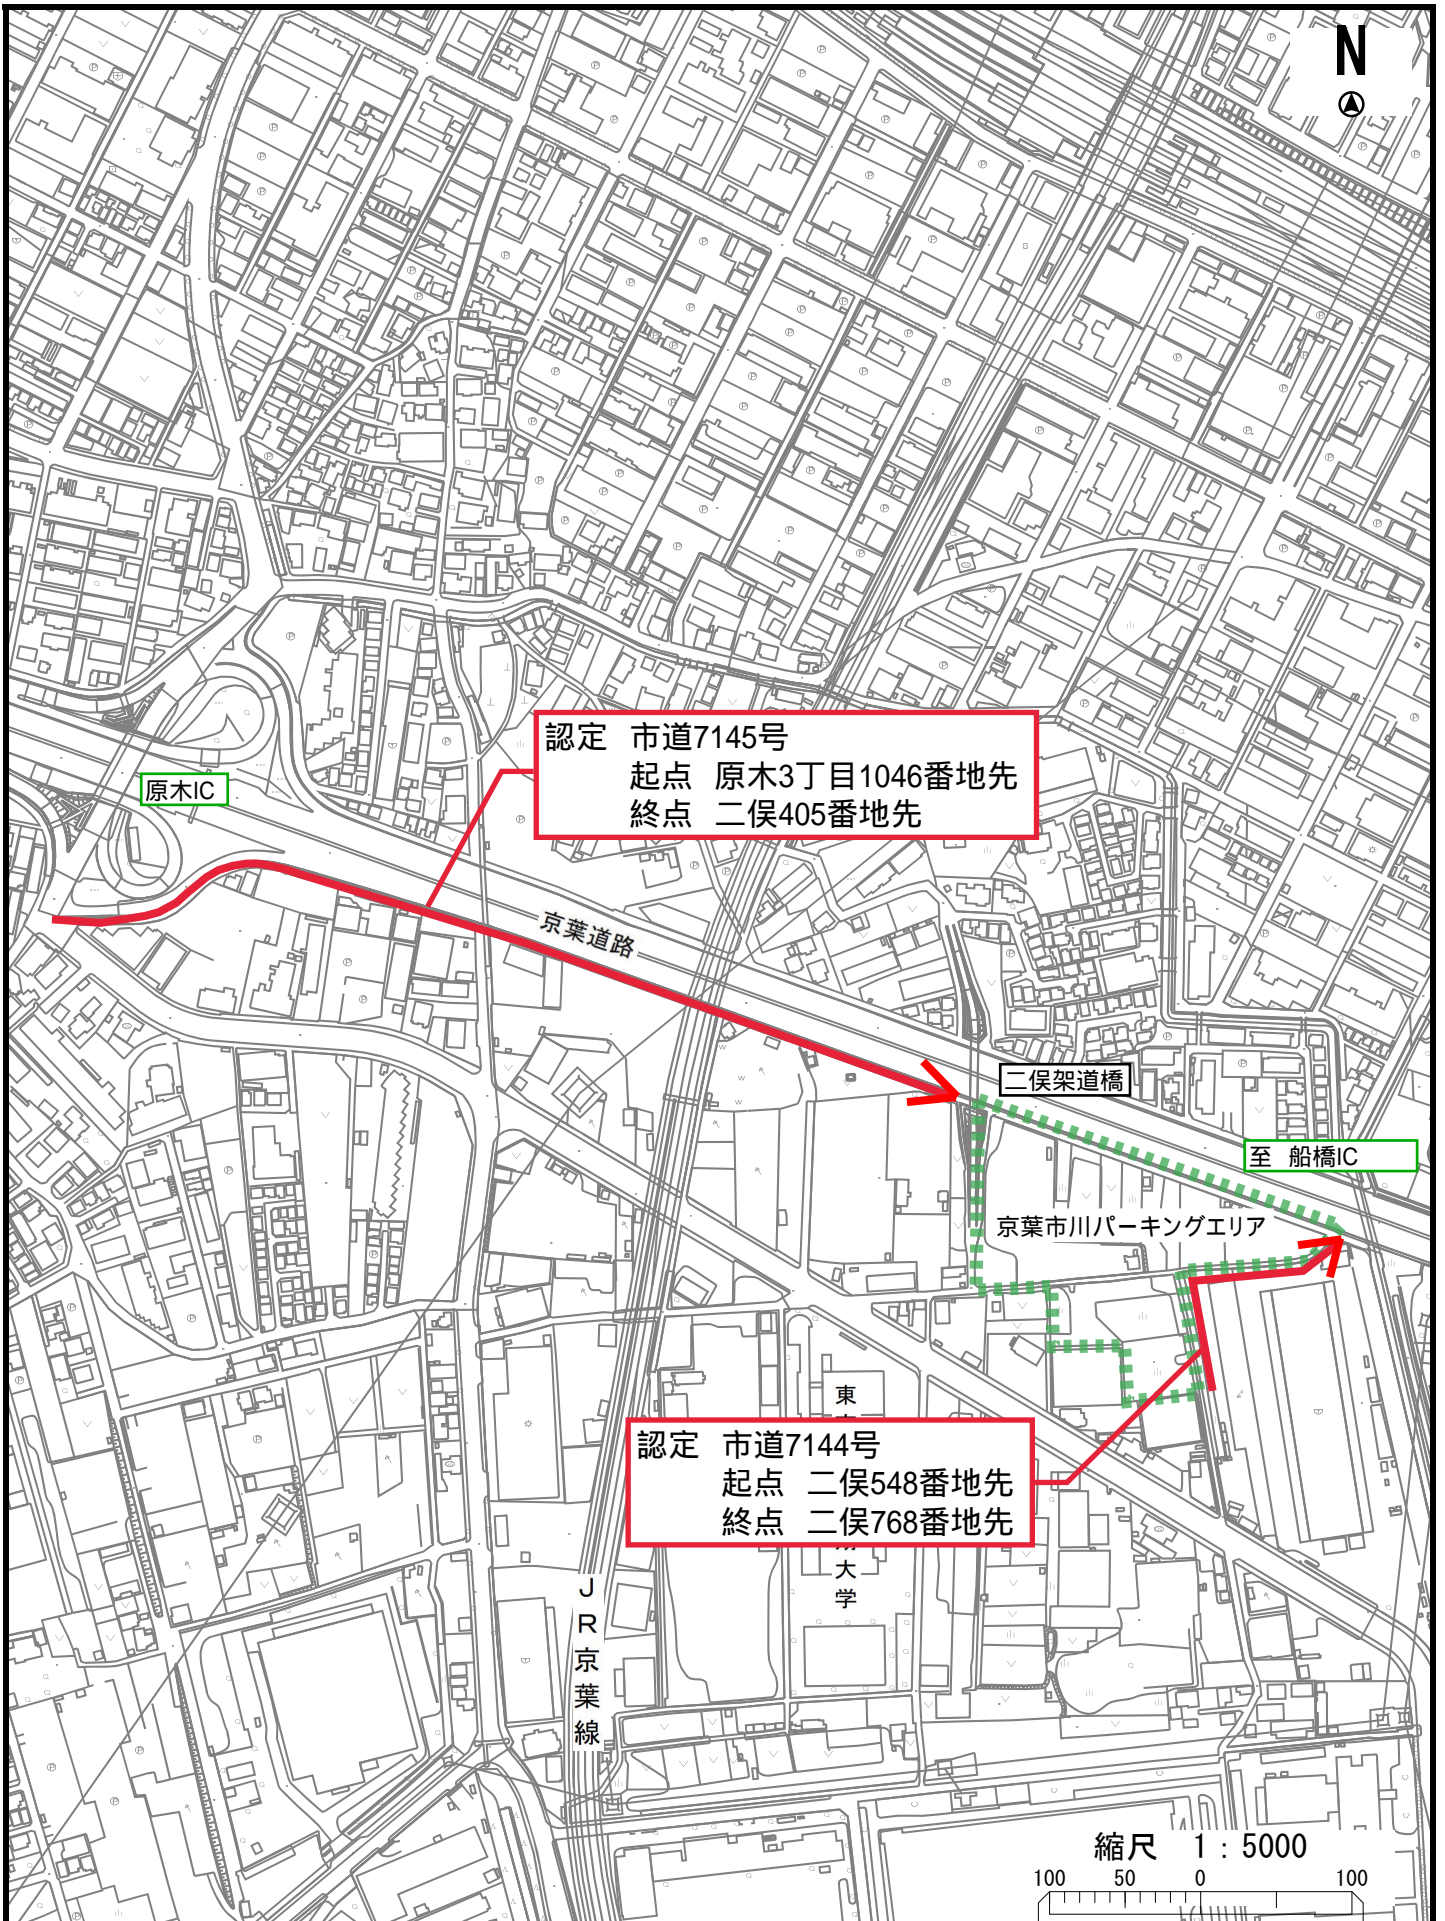 N
認定 市道7145号
起点 原木3丁目1046番地先
終点 二俣405番地先
原木IC
京葉道路
二俣架道橋
至 船橋IC
京葉市川パーキングエリア
東
認定 市道7144号
起点 二俣548番地先
終点 二俣768番地先
大学
JR京葉線
縮尺 1：5000
100 50 0 100